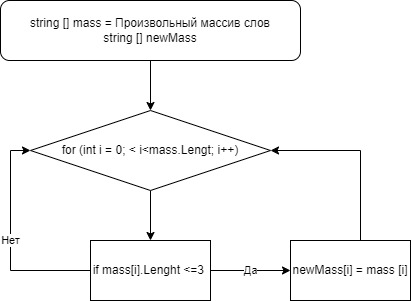 string [] mass = Произвольный массив слов
string [] newMass
for (int i = 0; < i<mass.Lengt; i++)
Нет
if mass[i].Lenght <=3
Да
newMass[i] = mass [i]